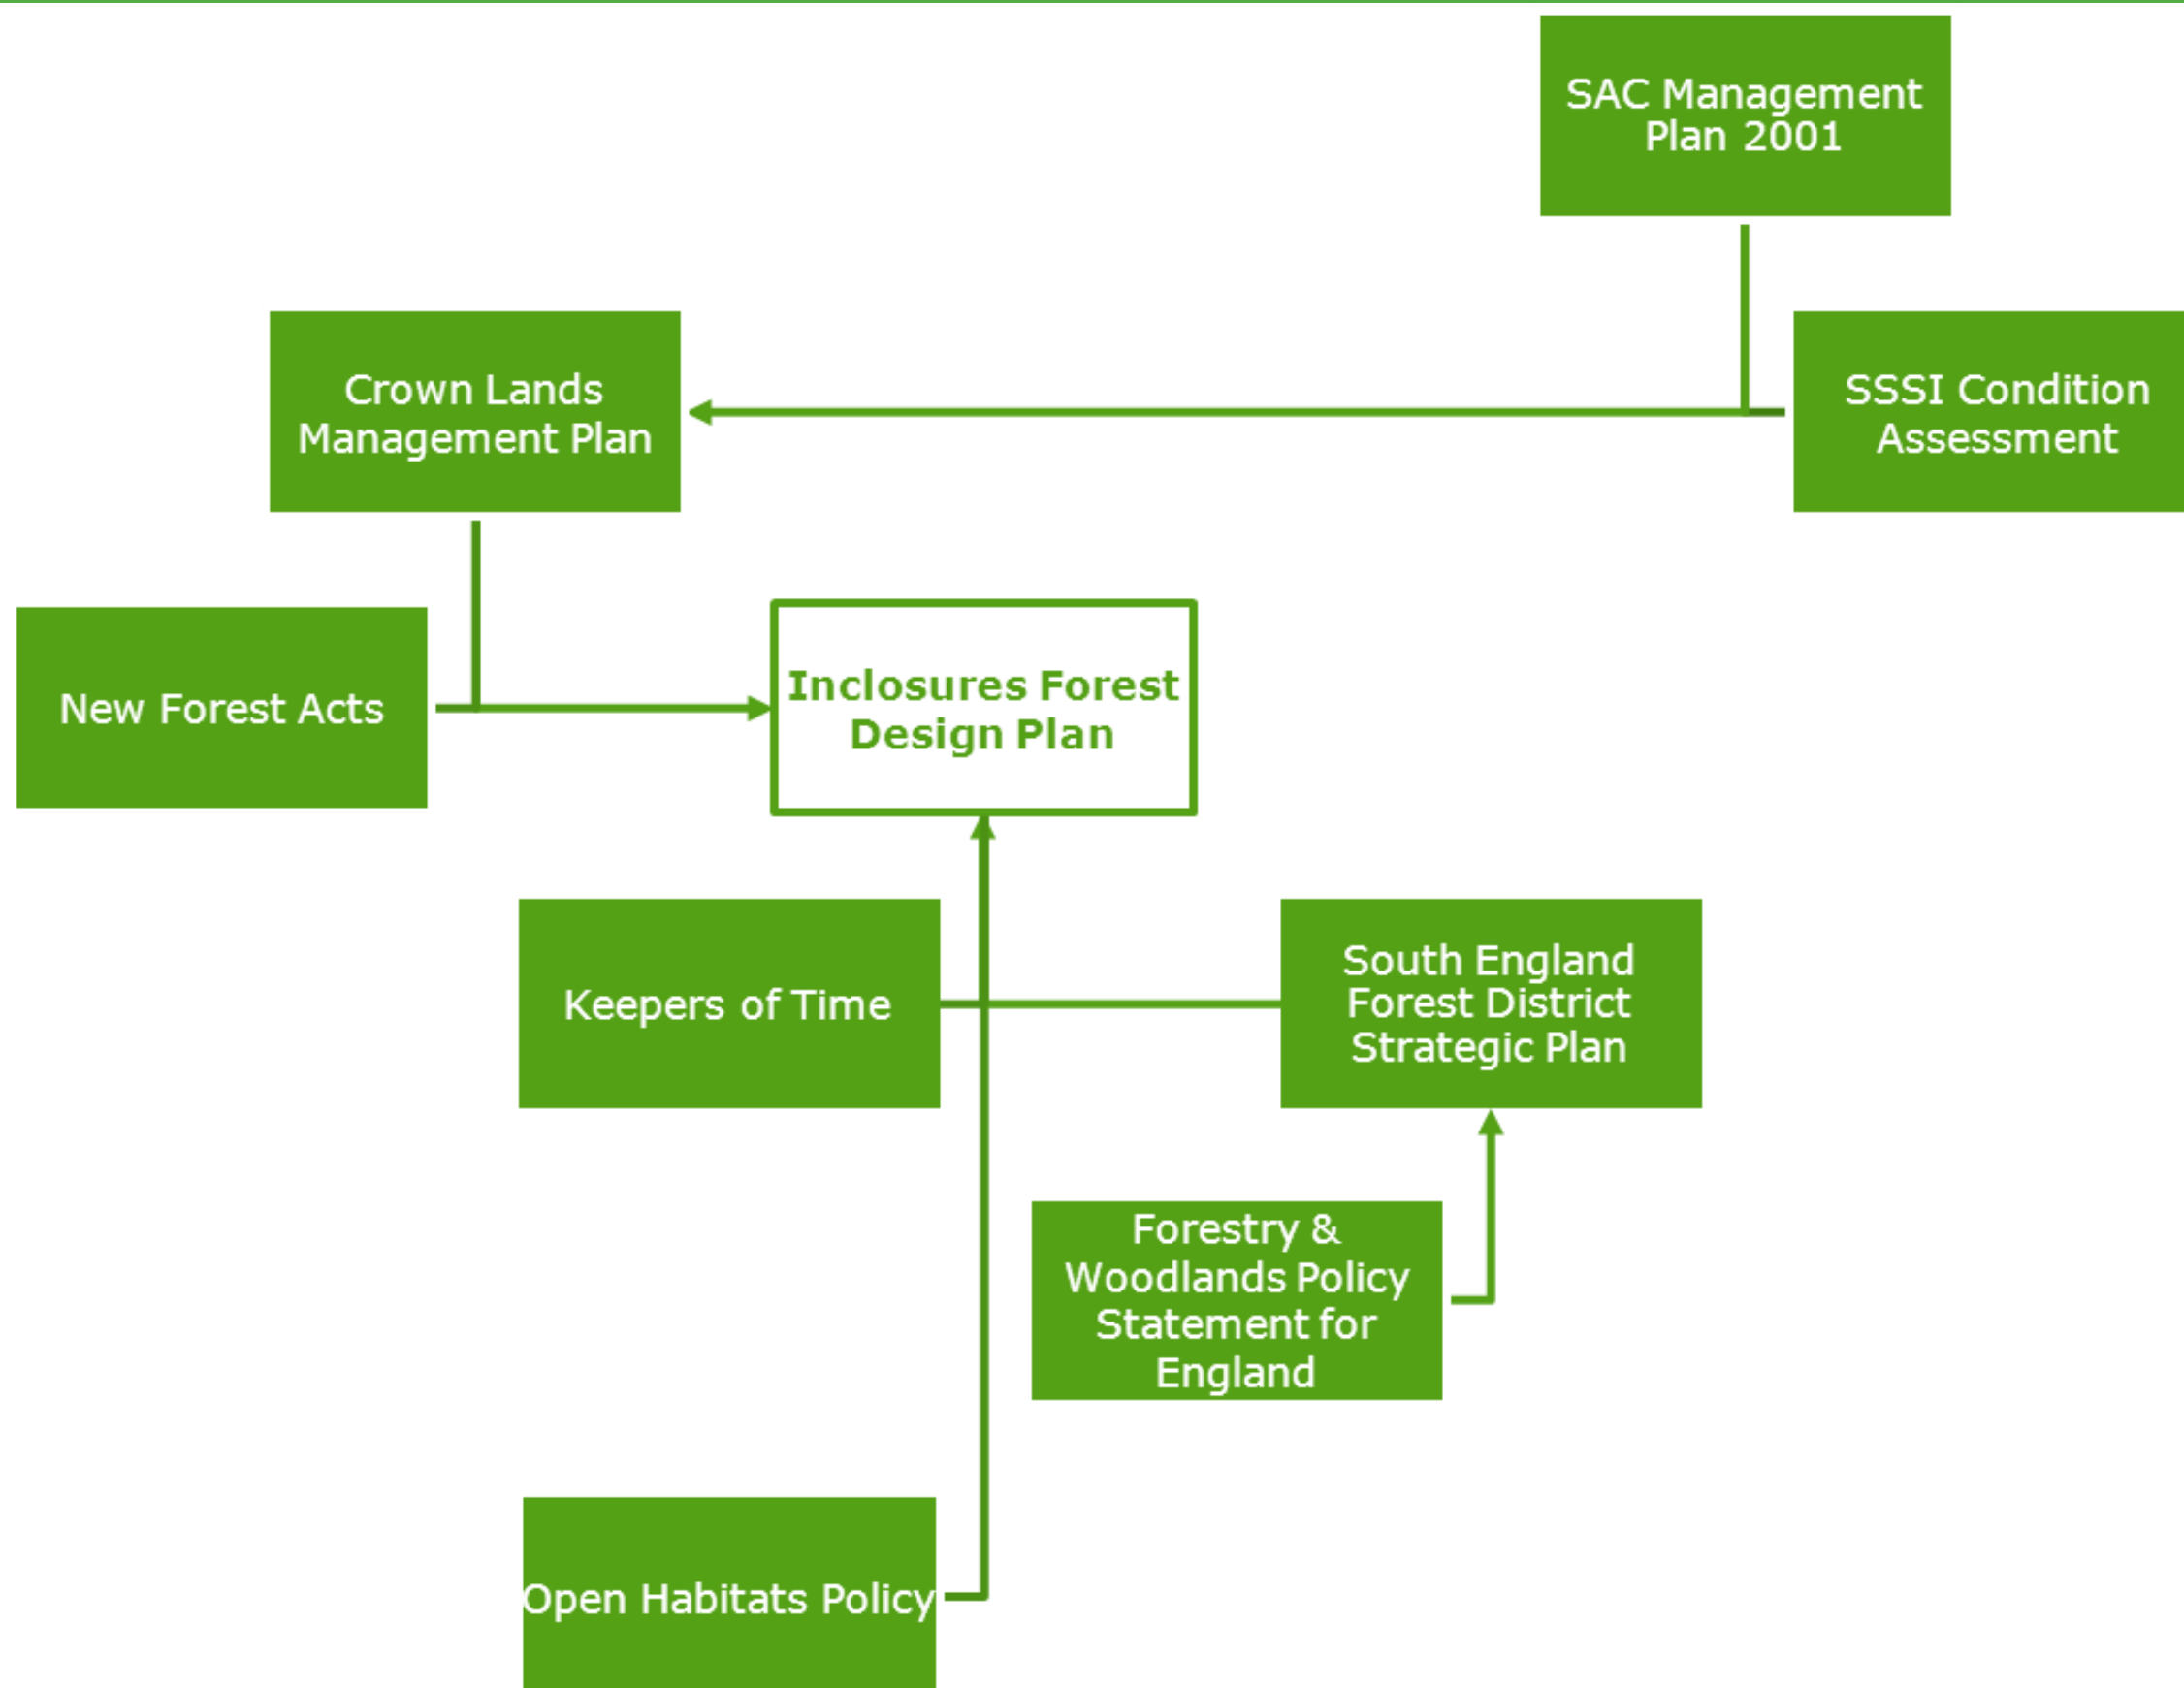 SAC Management
Plan 2001
Crown Lands
Management Plan
SSSI Condition
Assessment
New Forest Acts
Inclosures Forest
Design Plan
Keepers of Time
South England
Forest District
Strategic Plan
Forestry &
Woodlands Policy
Statement for
England
Open Habitats Policy